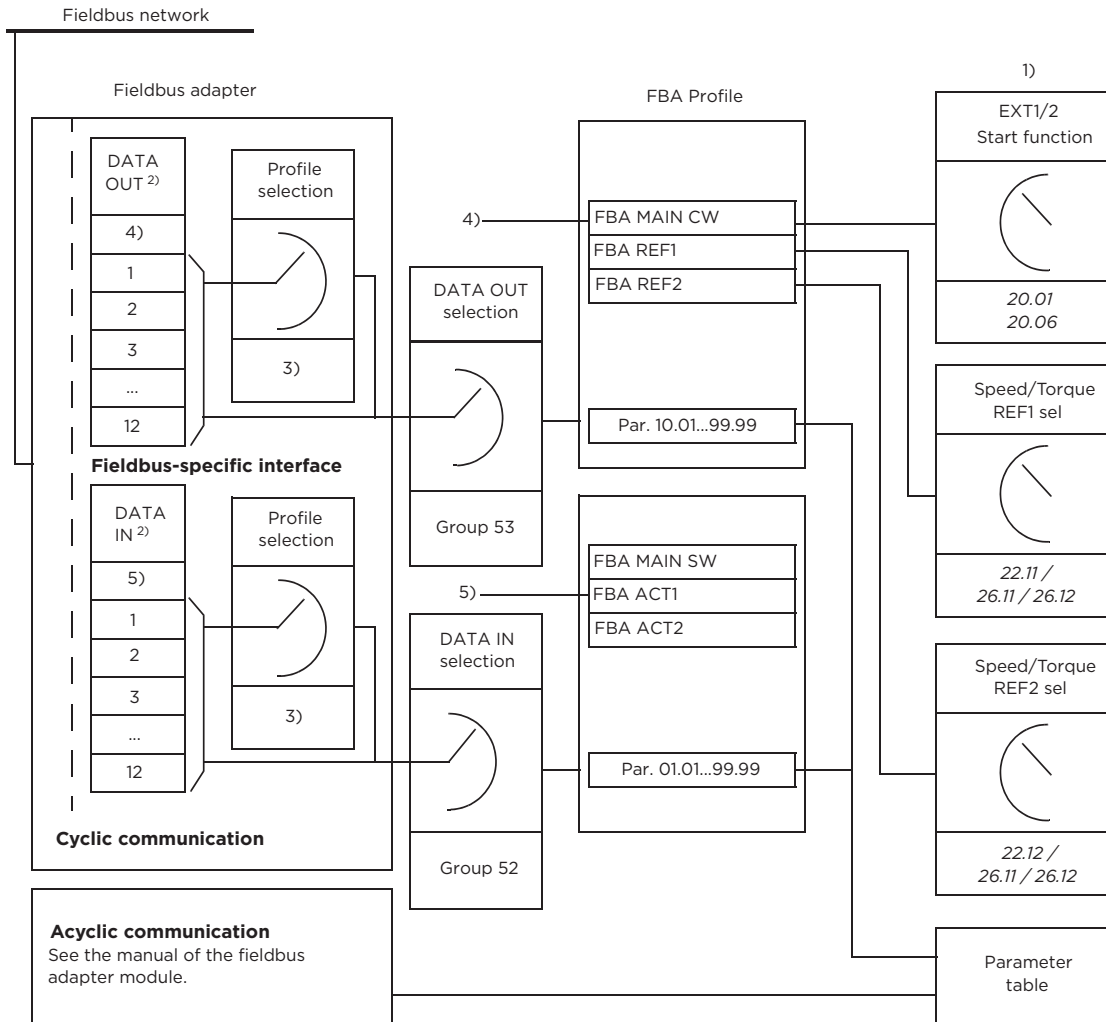 Fieldbus network
Fieldbus adapter
DATA
OUT 2)
4)
1
2
3
...
12
Profile
selection
3)
Fieldbus-specific interface
DATA
IN 2)
5)
1
2
3
...
12
Profile
selection
3)
Cyclic communication
Acyclic communication
See the manual of the fieldbus
adapter module.
4)
DATA OUT
selection
Group 53
5)
DATA IN
selection
Group 52
FBA Profile
FBA MAIN CW
FBA REF1
FBA REF2
Par. 10.01...99.99
FBA MAIN SW
FBA ACT1
FBA ACT2
Par. 01.01...99.99
1)
EXT1/2
Start function
20.01
20.06
Speed/Torque
REF1 sel
22.11 /
26.11 / 26.12
Speed/Torque
REF2 sel
22.12 /
26.11 / 26.12
Parameter
table